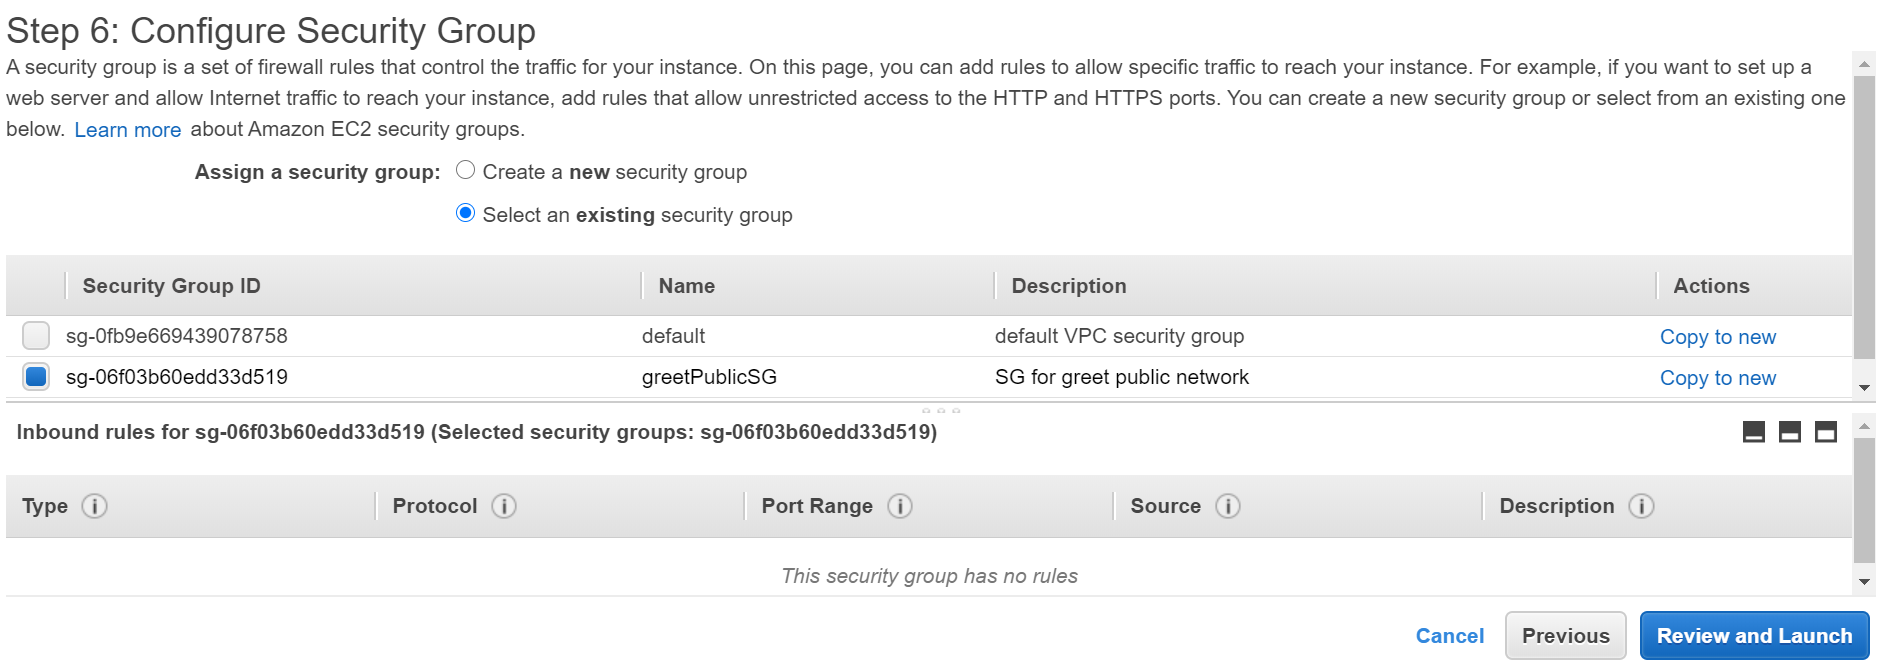 Step 6: Configure Security Group
A security group is a set of firewall rules that control the traffic for your instance. On this page, you can add rules to allow specific traffic to reach your instance. For example, if you want to set up a
web server and allow Internet traffic to reach your instance, add rules that allow unrestricted access to the HTTP and HTTPS ports. You can create a new security group or select from an existing one
below. Learn more about Amazon EC2 security groups.
Assign a security group: Create a new security group
Select an existing security group
Security Group ID Name Description Actions
sg-0fb9e669439078758 default default VPC security group Copy to new
sg-06f03b60edd33d519 greetPublicSG SG for greet public network Copy to new
Inbound rules for sg-06f03b60edd33d519 (Selected security groups: sg-06f03b60edd33d519)
Type i Protocol i Port Range i Source i Description i
This security group has no rules
Cancel Previous Review and Launch